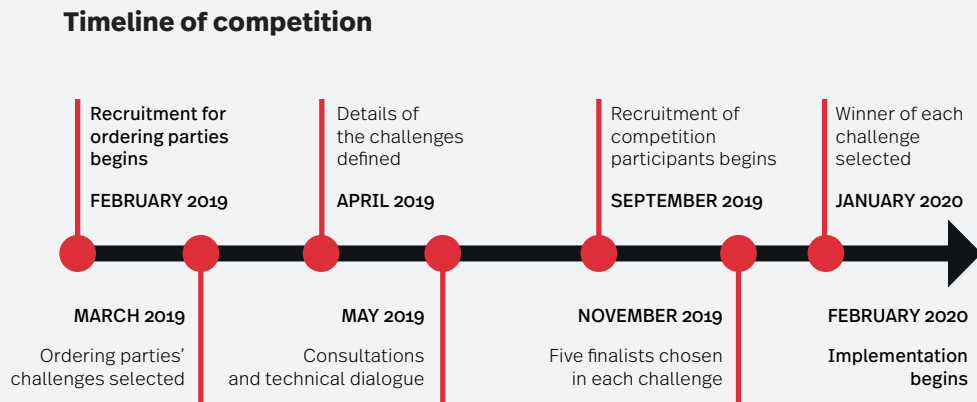 Timeline of competition
Recruitment for
ordering parties
begins
FEBRUARY 2019
Details of
the challenges
defined
APRIL 2019
Recruitment of
competition
participants begins
SEPTEMBER 2019
Winner of each
challenge
selected
JANUARY 2020
MARCH 2019
Ordering parties’
challenges selected
MAY 2019
Consultations
and technical dialogue
NOVEMBER 2019
Five finalists chosen
in each challenge
FEBRUARY 2020
Implementation
begins